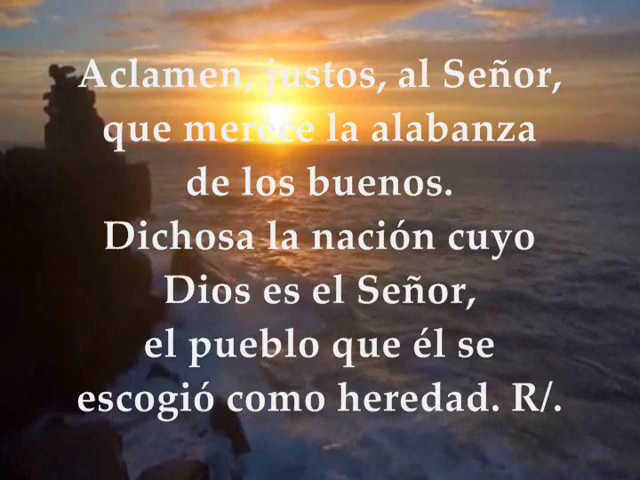 Aclamen, justos, al Señor,
que merece la alabanza
de los buenos.
Dichosa la nación cuyo
Dios es el Señor,
el pueblo que él se
escogió como heredad. R/.